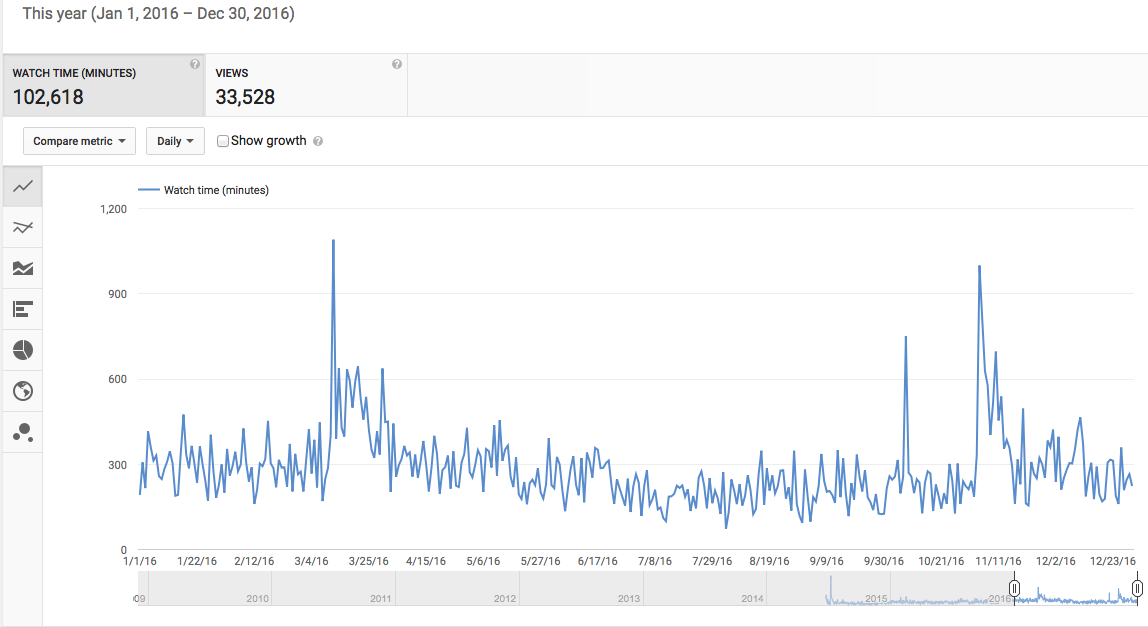 This year (Jan 1, 2016 – Dec 30, 2016)
WATCH TIME (MINUTES) ?
102,618
VIEWS ?
33,528
Compare metric
Daily
Show growth ?
Watch time (minutes)
1,200
900
600
300
0
1/1/16 1/22/16 2/12/16 3/4/16 3/25/16 4/15/16 5/6/16 5/27/16 6/17/16 7/8/16 7/29/16 8/19/16 9/9/16 9/30/16 10/21/16 11/11/16 12/2/16 12/23/16
09 2010 2011 2012 2013 2014 2015 2016